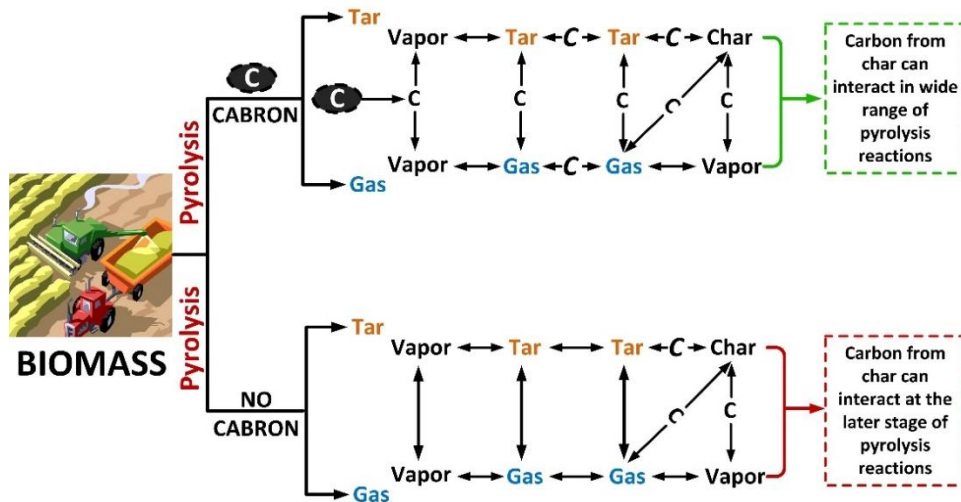 Tar
Vapor Tar C Tar C Char
C
CABRON
C C C C C C
Vapor Gas C Gas Vapor
Gas
Carbon from
char can
interact in wide
range of
pyrolysis
reactions
Pyrolysis
Pyrolysis
BIOMASS
Tar
Vapor Tar Tar C Char
NO
CABRON
C C
Vapor Gas Gas Vapor
Gas
Carbon from
char can
interact at the
later stage of
pyrolysis
reactions